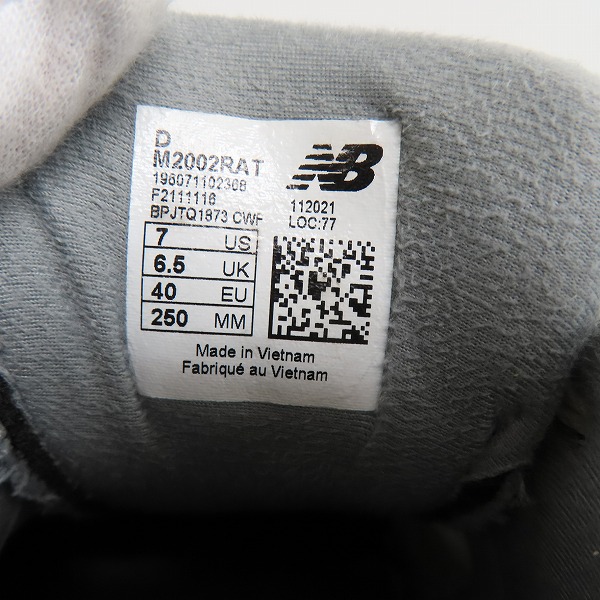 D
M2002RAT
196071102308
F2111116
BPJTQ1873 CWF
NB
112021
LOC:77
7 US
6.5 UK
40 EU
250 MM
Made in Vietnam
Fabriqué au Vietnam